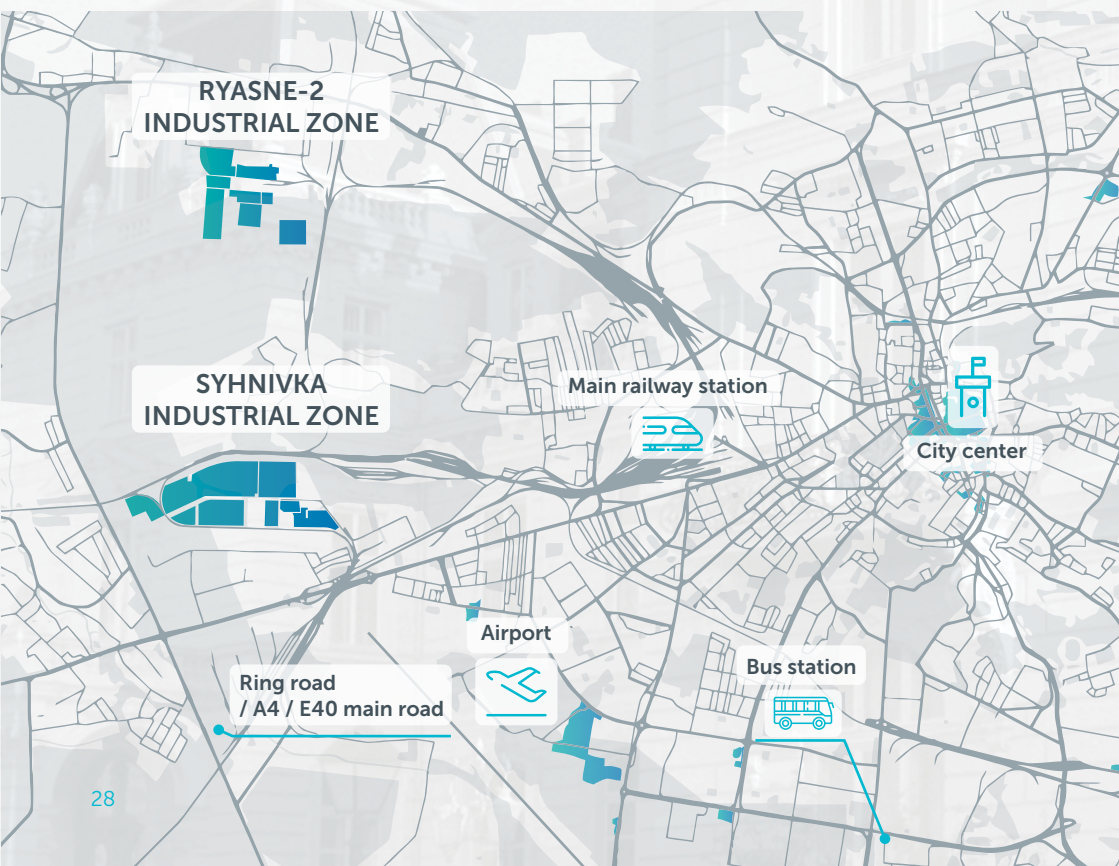 RYASNE-2
INDUSTRIAL ZONE
SYHNIVKA
INDUSTRIAL ZONE
Main railway station
City center
Airport
Bus station
Ring road
/ A4 / E40 main road
28